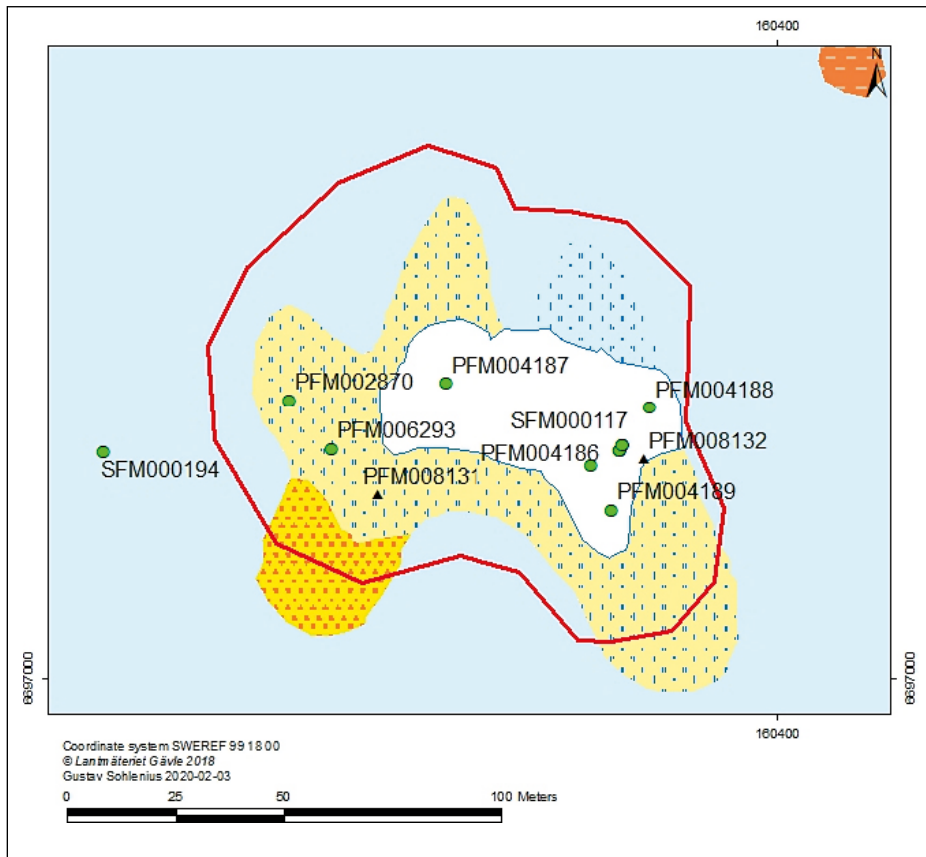 160400
N
PFM002870
PFM004187
PFM004188
SFM000117
PFM006293
PFM008132
PFM004186
SFM000194
PFM008131
PFM004189
6697000
6697000
160400
Coordinate system SWEREF 99 18 00
© Lantmäteriet Gävle 2018
Gustav Sohlenius 2020-02-03
0 25 50 100 Meters